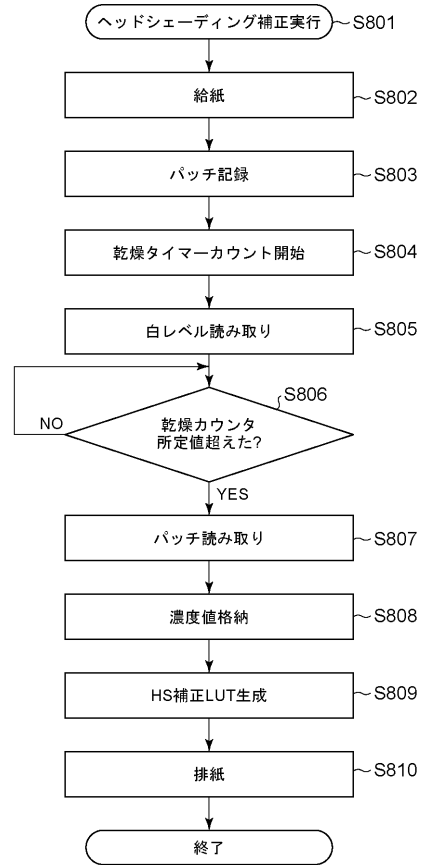 ヘッドシェーディング補正実行 S801
給紙 S802
パッチ記録 S803
乾燥タイマーカウント開始 S804
白レベル読み取り S805
S806
乾燥カウンタ
所定値超えた?
NO
YES
パッチ読み取り S807
濃度値格納 S808
HS補正LUT生成 S809
排紙 S810
終了